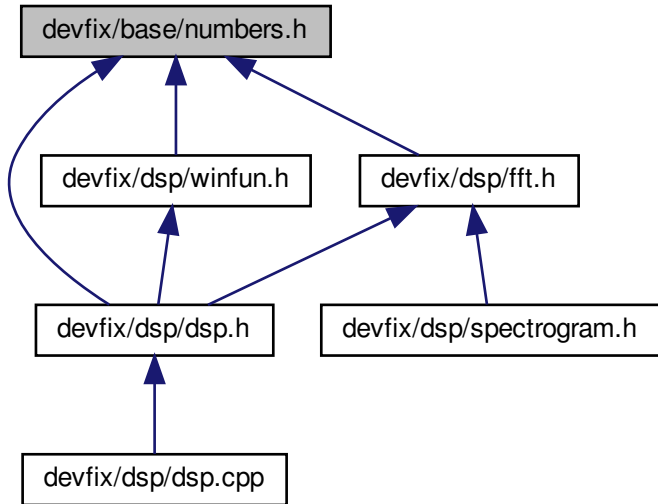 devfix/base/numbers.h
devfix/dsp/winfun.h
devfix/dsp/fft.h
devfix/dsp/dsp.h
devfix/dsp/spectrogram.h
devfix/dsp/dsp.cpp